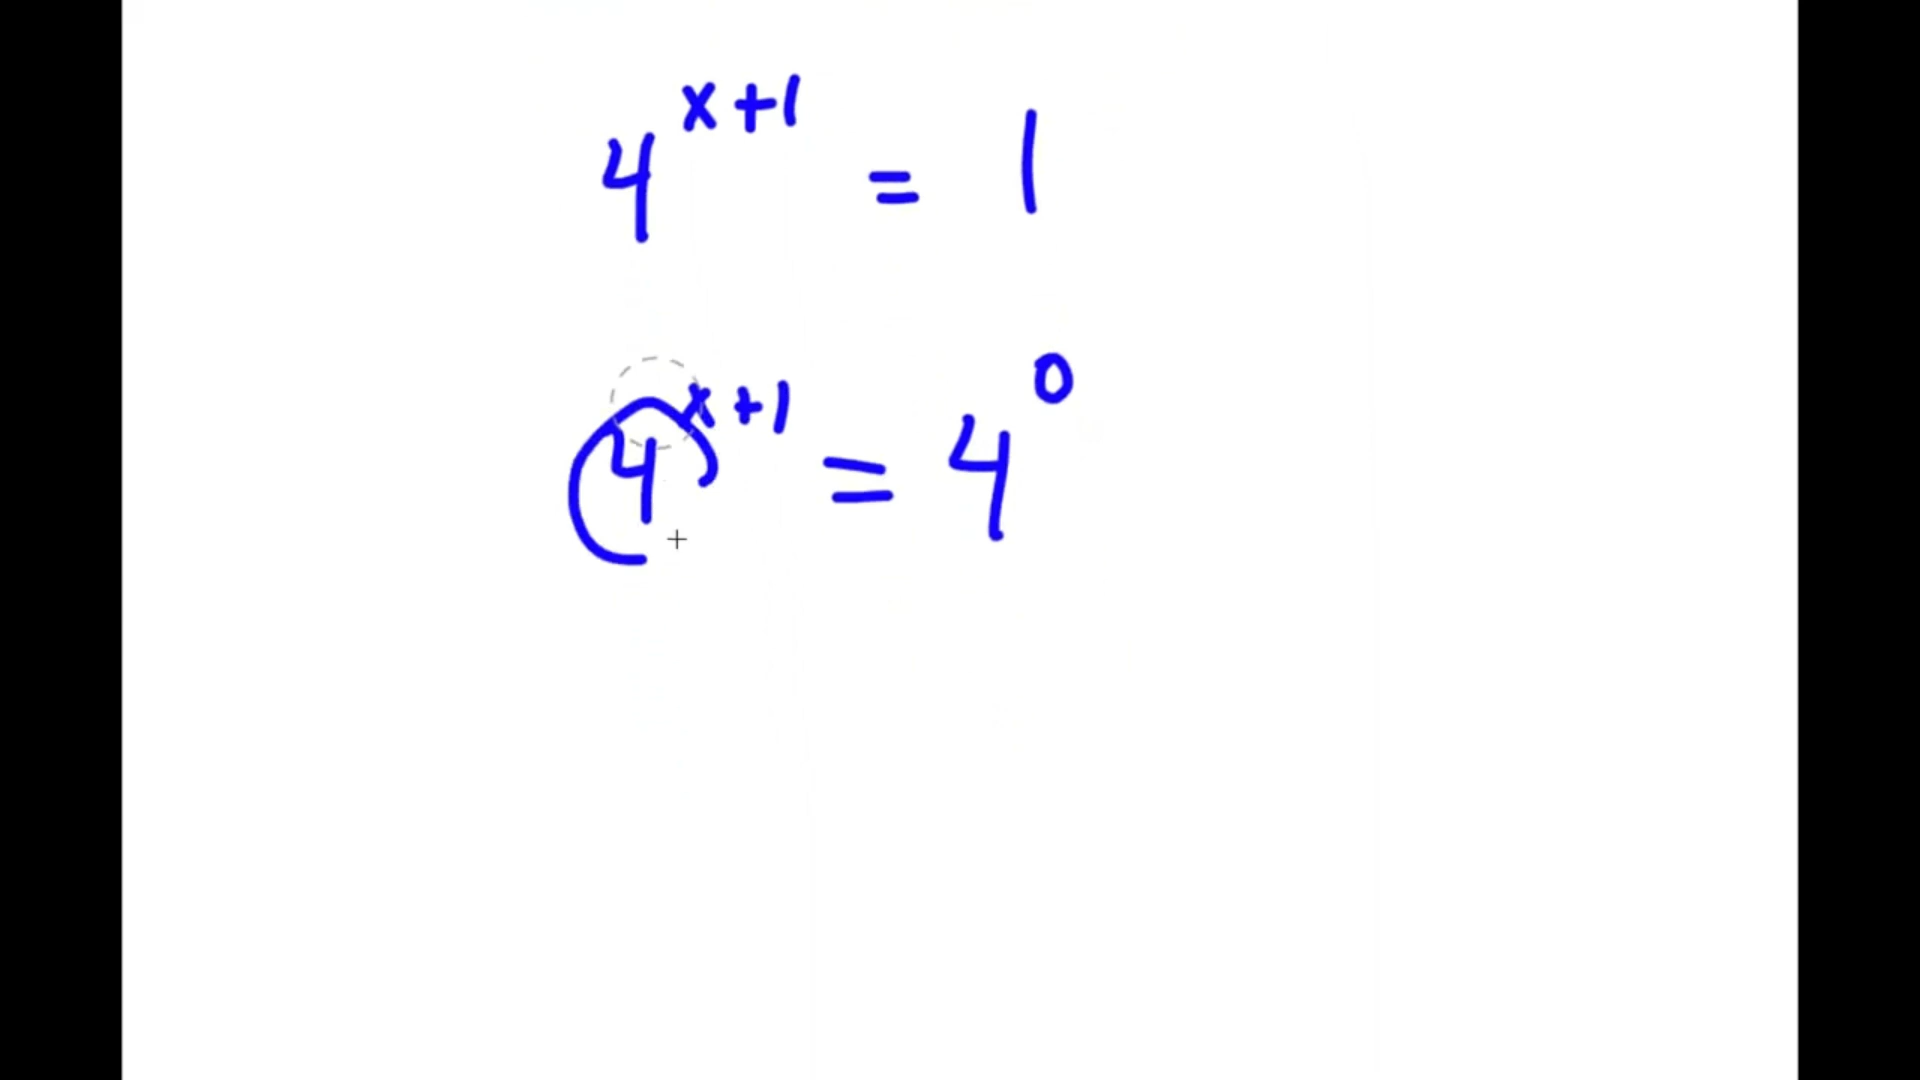 4^{x+1} = 1
4^{x+1} = 4^0